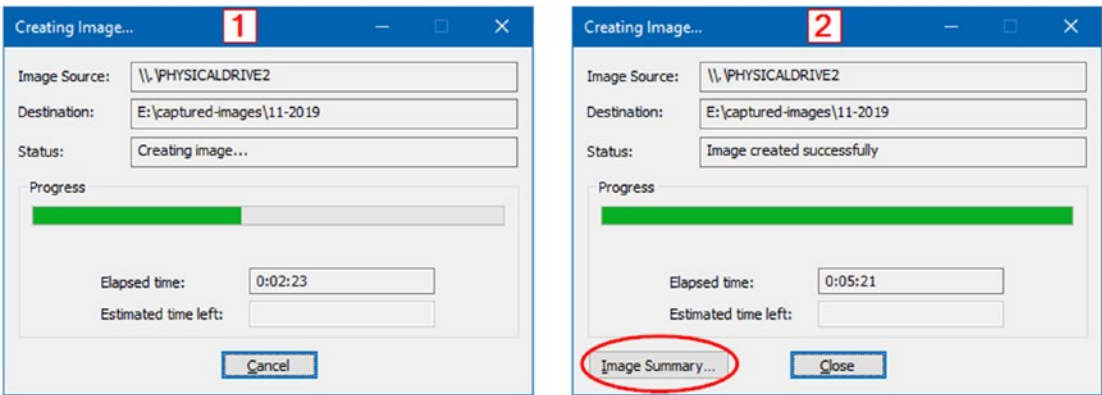 Creating Image...
1
Image Source:
\\.\PHYSICALDRIVE2
Destination:
E:\captured-images\11-2019
Status:
Creating image...
Progress
Elapsed time:
0:02:23
Estimated time left:
Cancel
Creating Image...
2
Image Source:
\\.\PHYSICALDRIVE2
Destination:
E:\captured-images\11-2019
Status:
Image created successfully
Progress
Elapsed time:
0:05:21
Estimated time left:
Image Summary...
Close